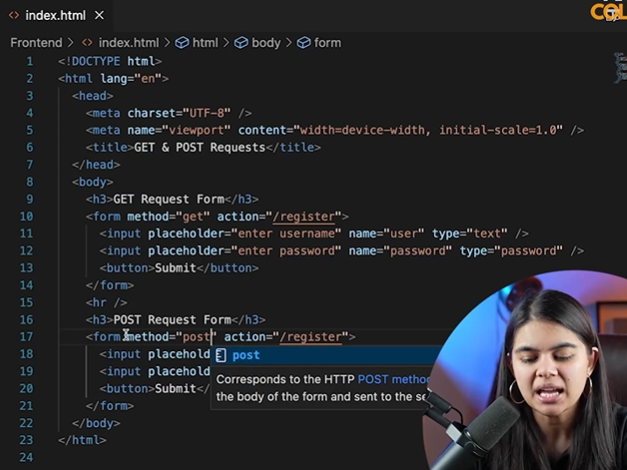 index.html
COL
Frontend > index.html > html > body > form
1 <!DOCTYPE html>
2 <html lang="en">
3 <head>
4 <meta charset="UTF-8" />
5 <meta name="viewport" content="width=device-width, initial-scale=1.0" />
6 <title>GET & POST Requests</title>
7 </head>
8 <body>
9 <h3>GET Request Form</h3>
10 <form method="get" action="/register">
11 <input placeholder="enter username" name="user" type="text" />
12 <input placeholder="enter password" name="password" type="password" />
13 <button>Submit</button>
14 </form>
15 <hr />
16 <h3>POST Request Form</h3>
17 <form method="post" action="/register">
18 <input placehold
post
19 <input placehold
Corresponds to the HTTP POST method
20 <button>Submit</
the body of the form and sent to the se
21 </form>
22 </body>
23 </html>
24